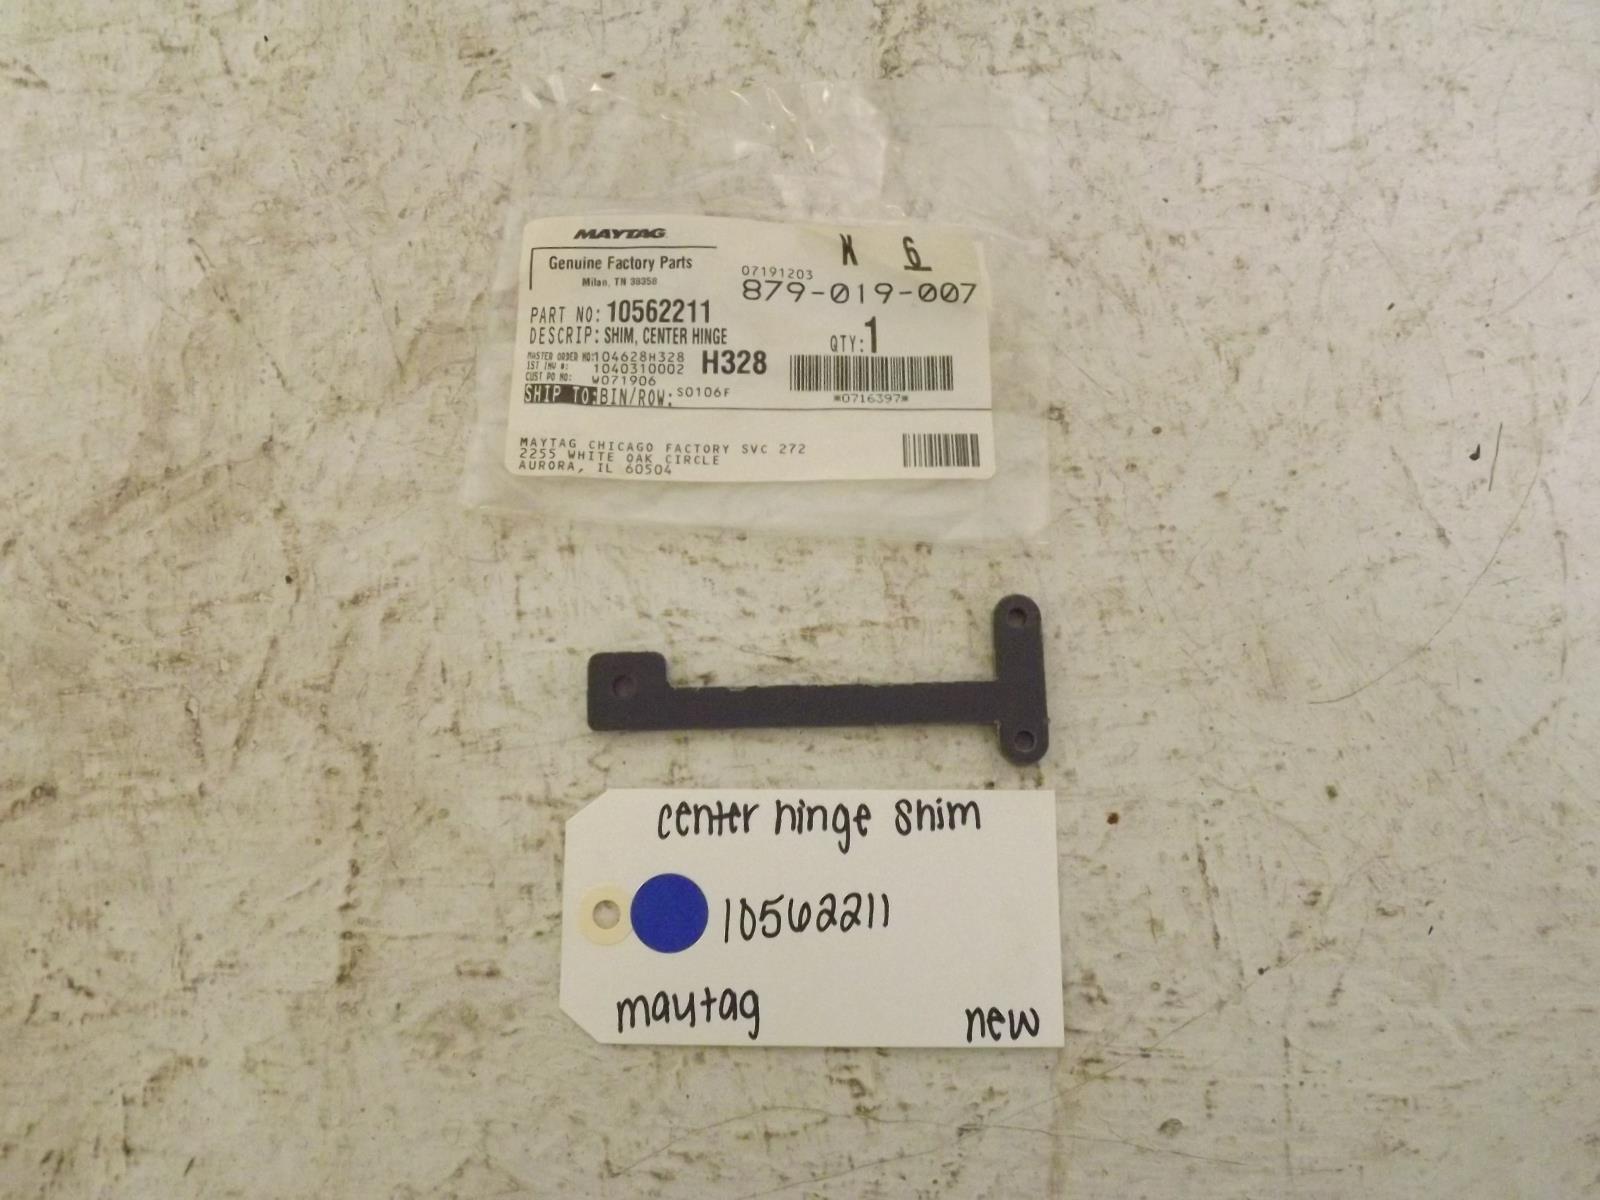 MAYTAG
Genuine Factory Parts
Milan, TN 38358
N 6
07191203
879-019-007
PART NO: 10562211
DESCRIP: SHIM, CENTER HINGE
QTY: 1
MASTER ORDER NO: 104628H328
H328
1ST INV #: 1040310002
CUST PO NO: W071906
SHIP TO: BIN/ROW: S0106F
*0716397*
MAYTAG CHICAGO FACTORY SVC 272
2255 WHITE OAK CIRCLE
AURORA, IL 60504
center hinge shim
10562211
maytag
new